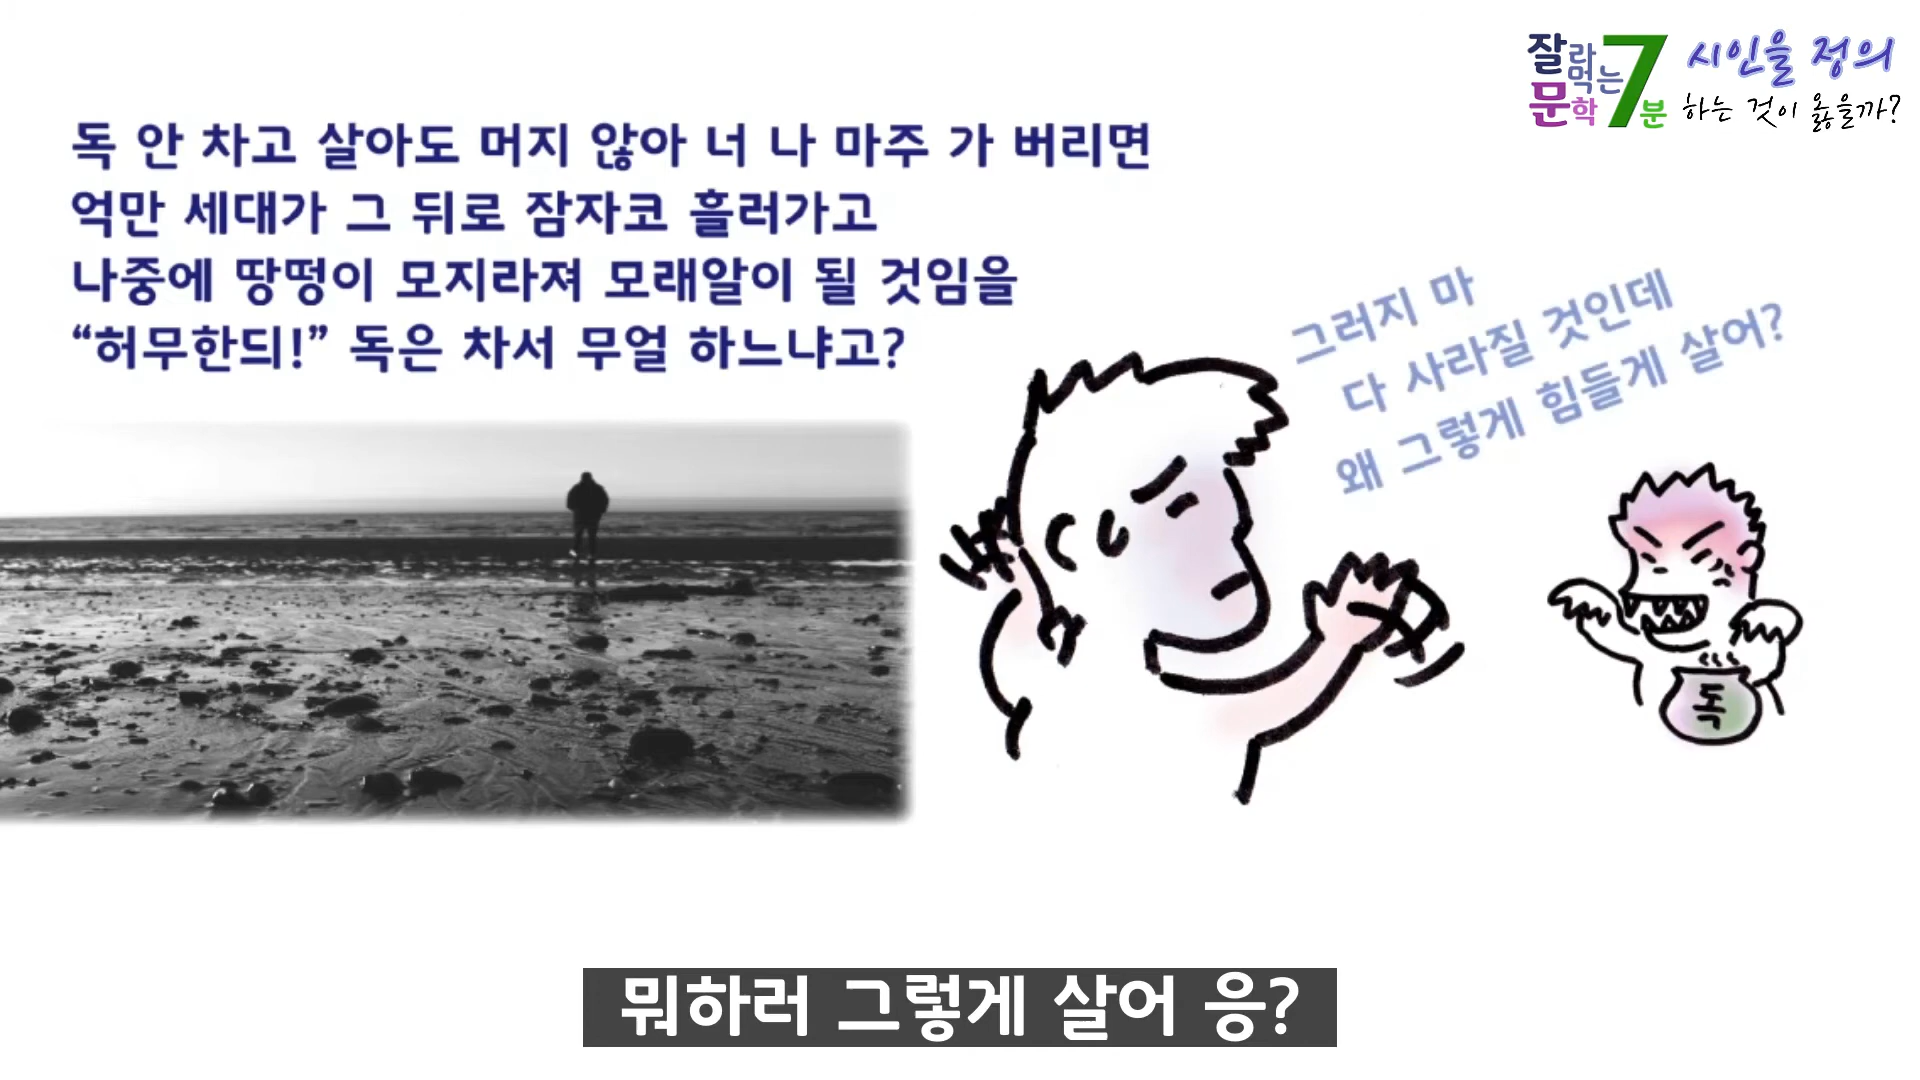 잘라먹는 문학 7분
시인을 정의
하는 것이 옳을까?
독 안 차고 살아도 머지 않아 너 나 마주 가 버리면
억만 세대가 그 뒤로 잠자코 흘러가고
나중에 땅덩이 모지라져 모래알이 될 것임을
“허무한듸!” 독은 차서 무얼 하느냐고?
그러지 마
다 사라질 것인데
왜 그렇게 힘들게 살어?
독
뭐하러 그렇게 살어 응?